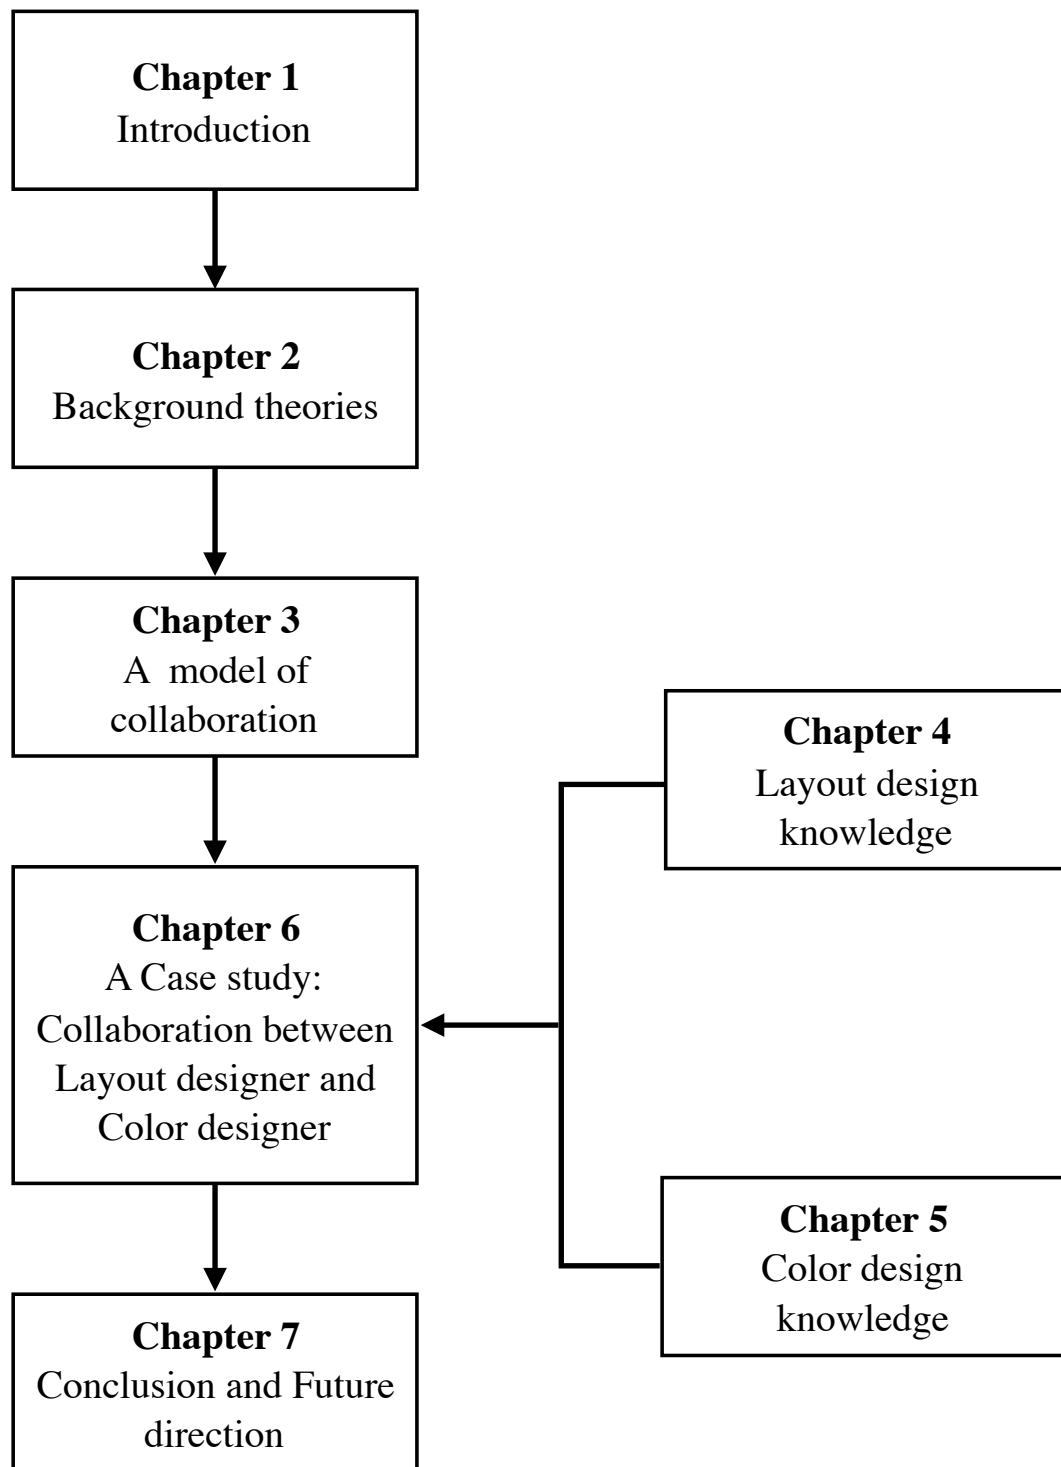 Chapter 1
Introduction
Chapter 2
Background theories
Chapter 3
A model of
collaboration
Chapter 4
Layout design
knowledge
Chapter 6
A Case study:
Collaboration between
Layout designer and
Color designer
Chapter 5
Color design
knowledge
Chapter 7
Conclusion and Future
direction